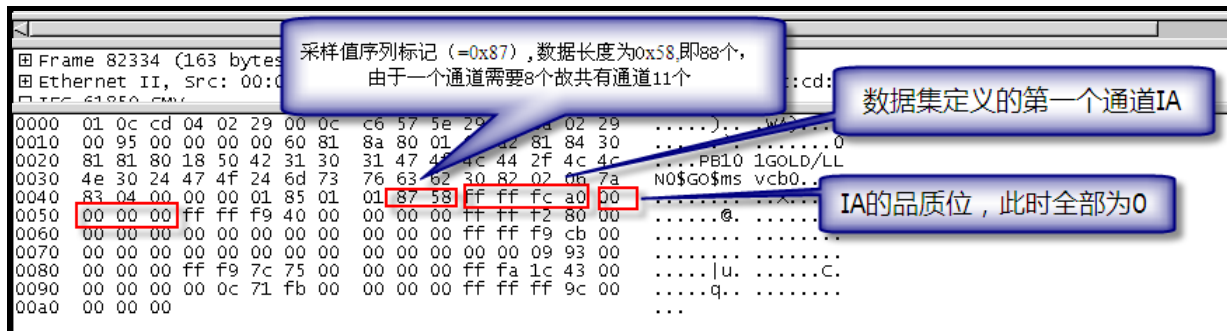 采样值序列标记（=0x87）,数据长度为0x58,即88个，
由于一个通道需要8个故共有通道11个
Frame 82334 (163 bytes
Ethernet II, Src: 00:0
:cd:
IEC 61850 SMV
数据集定义的第一个通道IA
0000 01 0c cd 04 02 29 00 0c c6 57 5e 29 02 29
0010 00 95 00 00 00 00 60 81 8a 80 01 a2 81 84 30
0020 81 81 80 18 50 42 31 30 31 47 4f 4c 44 2f 4c 4c ....PB10 1GOLD/LL
0030 4e 30 24 47 4f 24 6d 73 76 63 62 30 82 02 06 7a N0$GO$ms vcb0..
0040 83 04 00 00 00 01 85 01 01 87 58 ff ff fc a0 00
IA的品质位，此时全部为0
0050 00 00 00 ff ff f9 40 00 00 00 00 ff ff f2 80 00 ......@. ........
0060 00 00 00 00 00 00 00 00 00 00 00 ff ff f9 cb 00 ........ ........
0070 00 00 00 00 00 00 00 00 00 00 00 00 00 09 93 00 ........ ........
0080 00 00 00 ff f9 7c 75 00 00 00 00 ff fa 1c 43 00 .....|u. ......C.
0090 00 00 00 00 0c 71 fb 00 00 00 00 ff ff ff 9c 00 .....q.. ........
00a0 00 00 00 ...